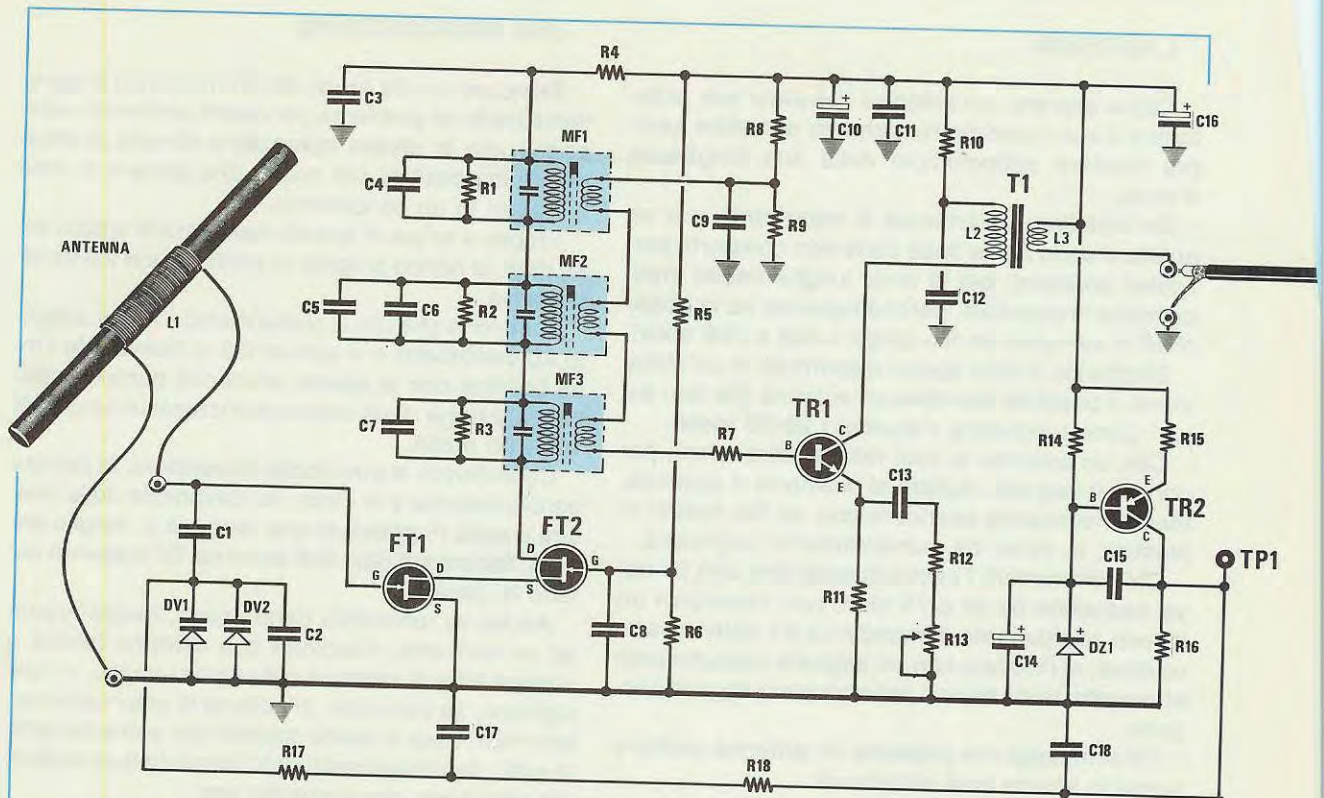 R4
C3
R8
C10
+
C11
R10
C16
+
MF1
T1
C4
R1
L2
L3
C9
R9
ANTENNA
MF2
C12
L1
C5
C6
R2
R5
MF3
TR1
R14
R15
C7
R3
R7
B
C
E
C13
C1
FT2
R12
B
E
C
TR2
FT1
D
G
S
C15
TP1
G
D
S
R11
DV1
DV2
C2
C8
R6
R13
C14
+
DZ1
R16
C17
C18
R17
R18